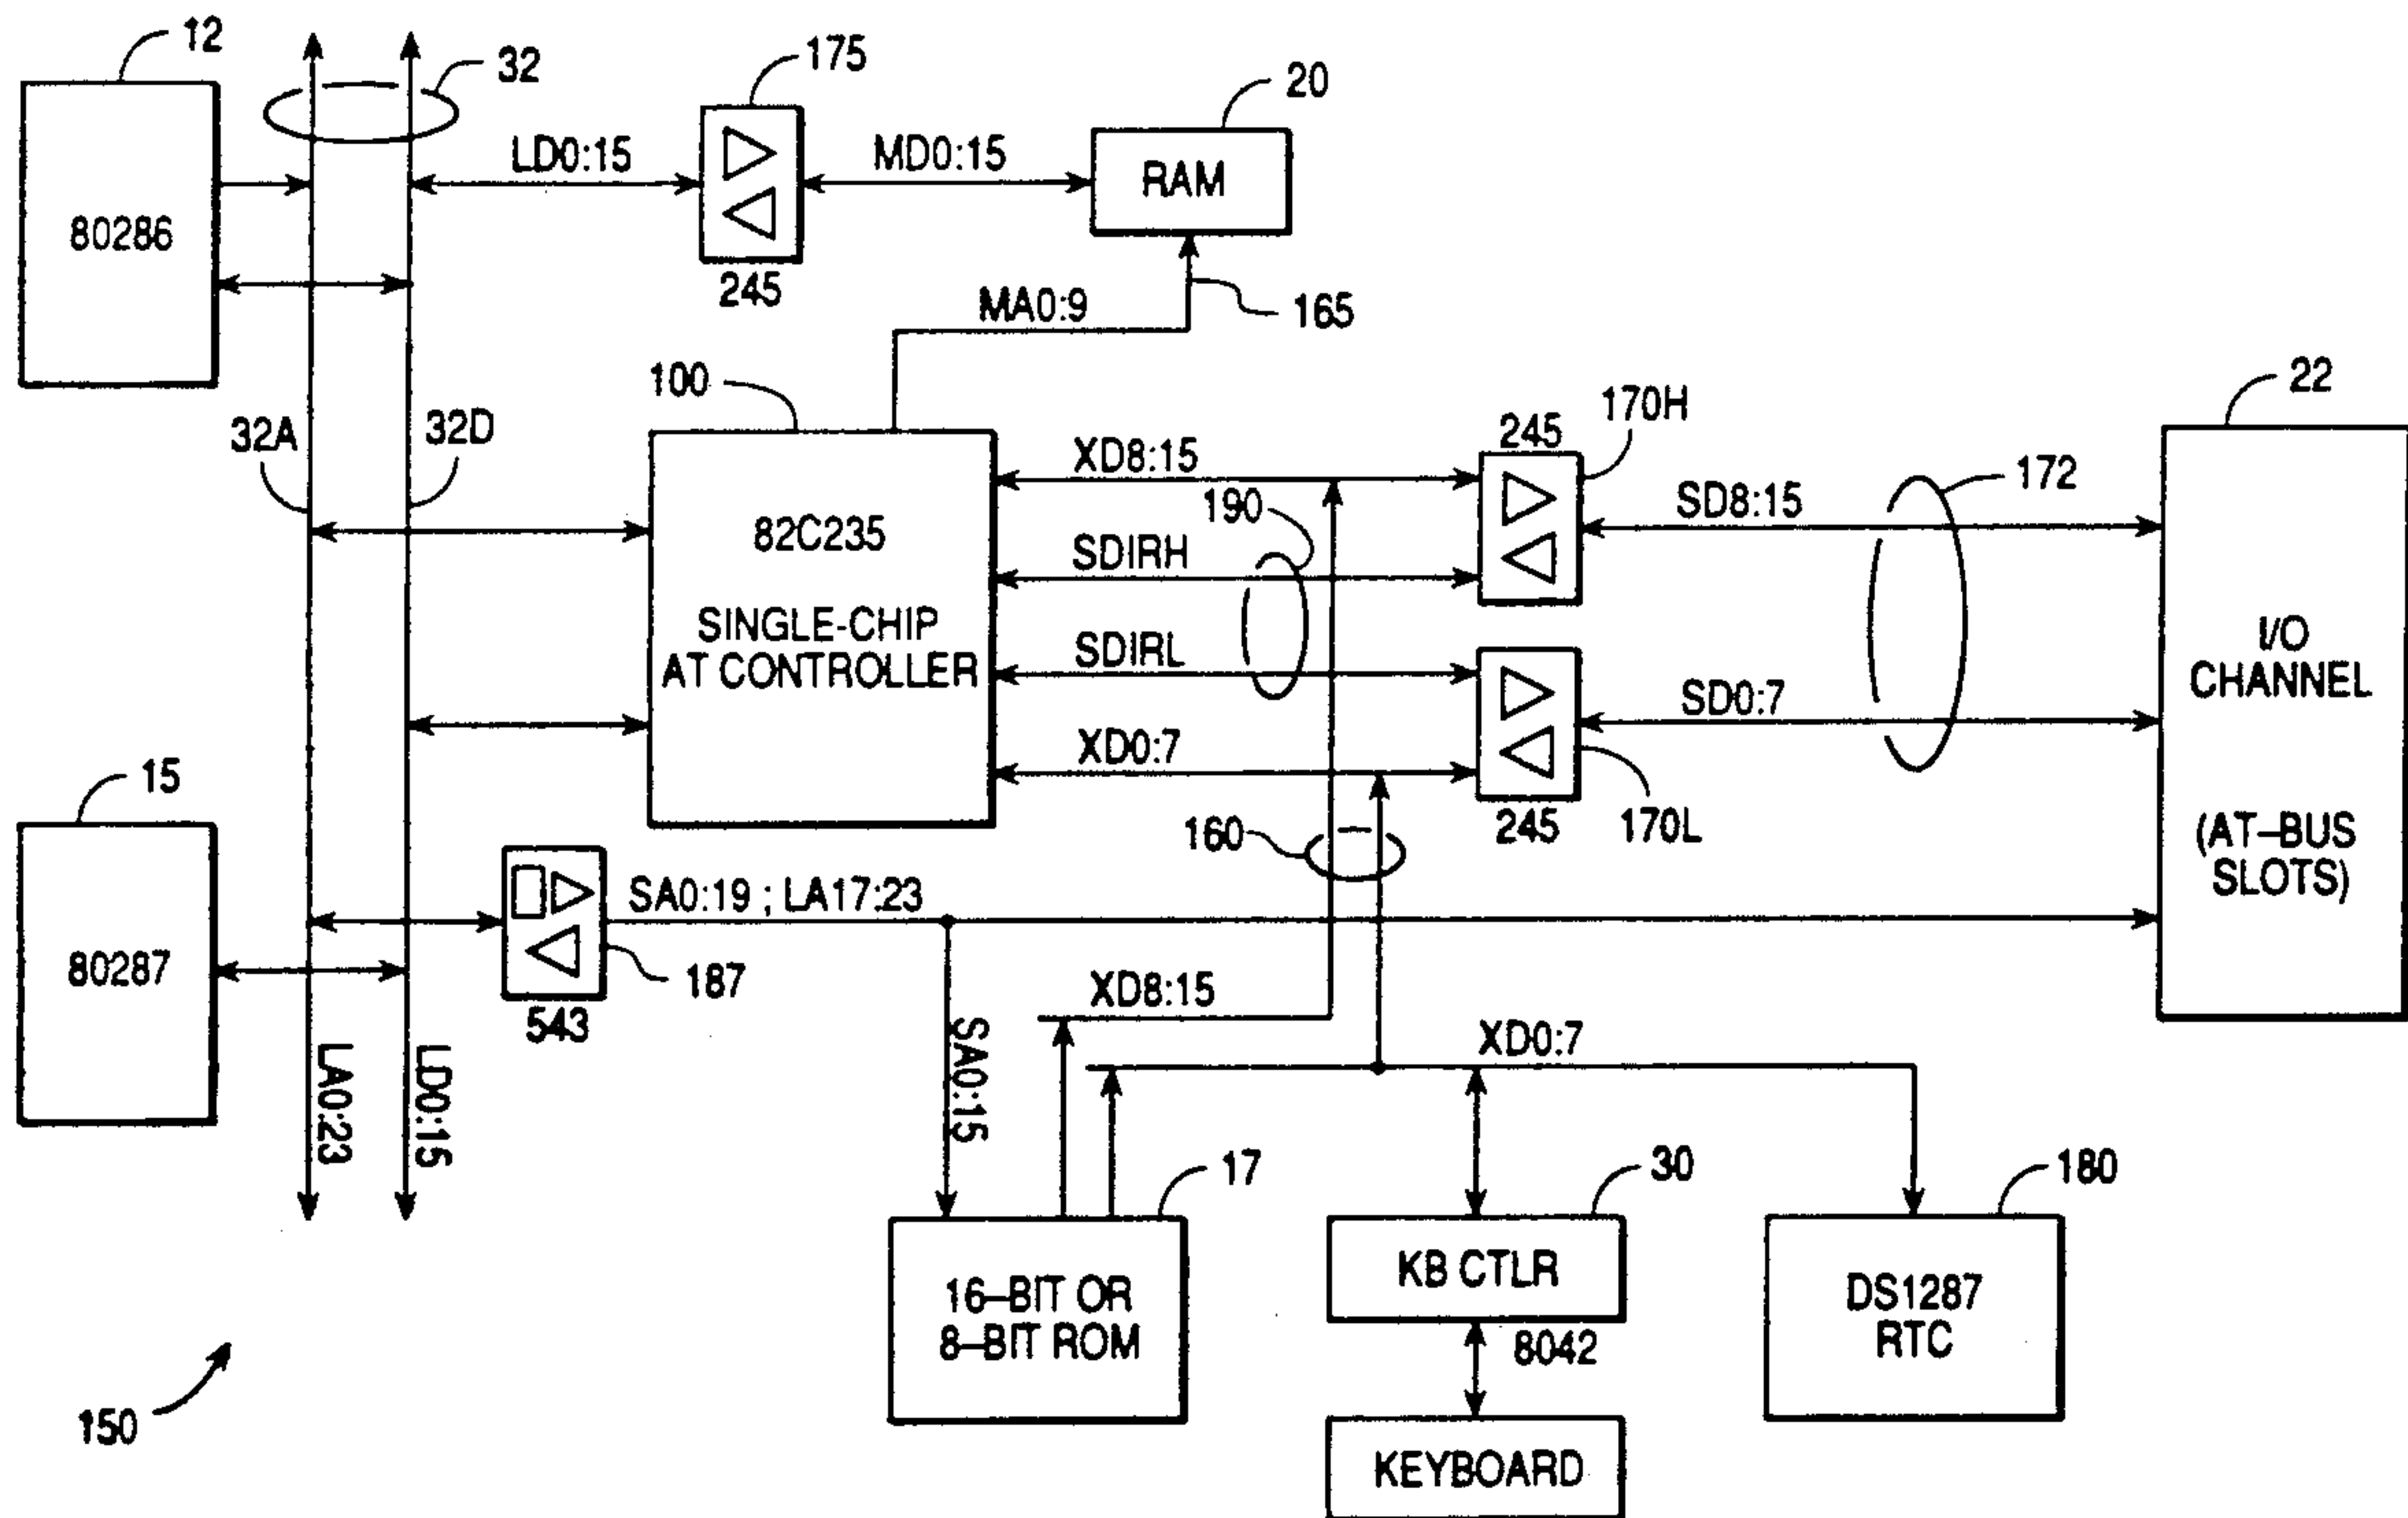 12
32
175
20
LD0:15
MD0:15
RAM
80286
245
MA0:9
165
100
22
32A
32D
245
170H
XD8:15
172
190
SD8:15
82C235
SDIRH
SINGLE-CHIP
AT CONTROLLER
I/O
CHANNEL
SDIRL
SD0:7
XD0:7
15
160
245
170L
(AT–BUS
SLOTS)
SA0:19 ; LA17:23
80287
187
XD8:15
543
SA0:15
XD0:7
LA0:23
LD0:15
17
30
180
KB CTLR
16–BIT OR
8–BIT ROM
DS1287
RTC
8042
150
KEYBOARD